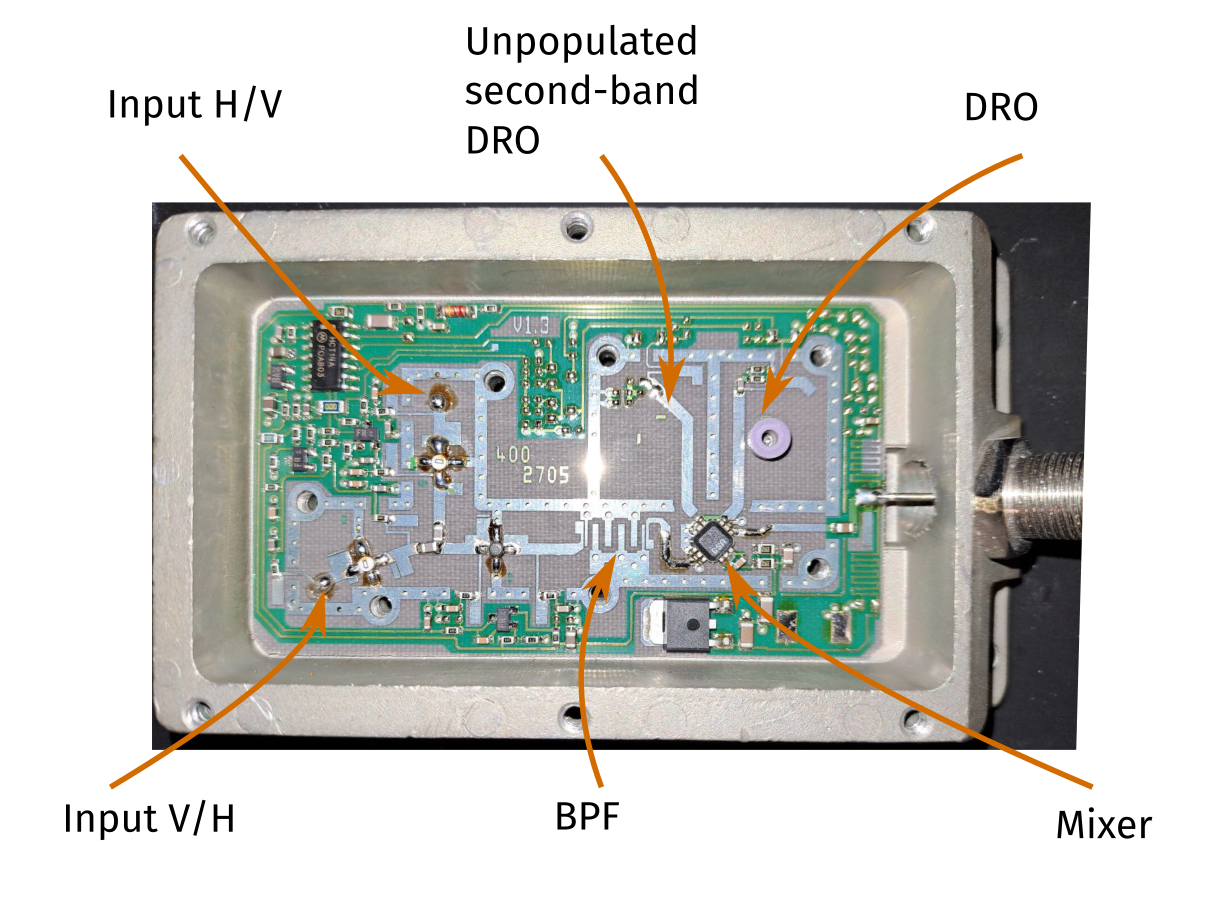 Unpopulated
second-band
DRO
Input H/V
DRO
V1.3
400
2705
Input V/H
BPF
Mixer